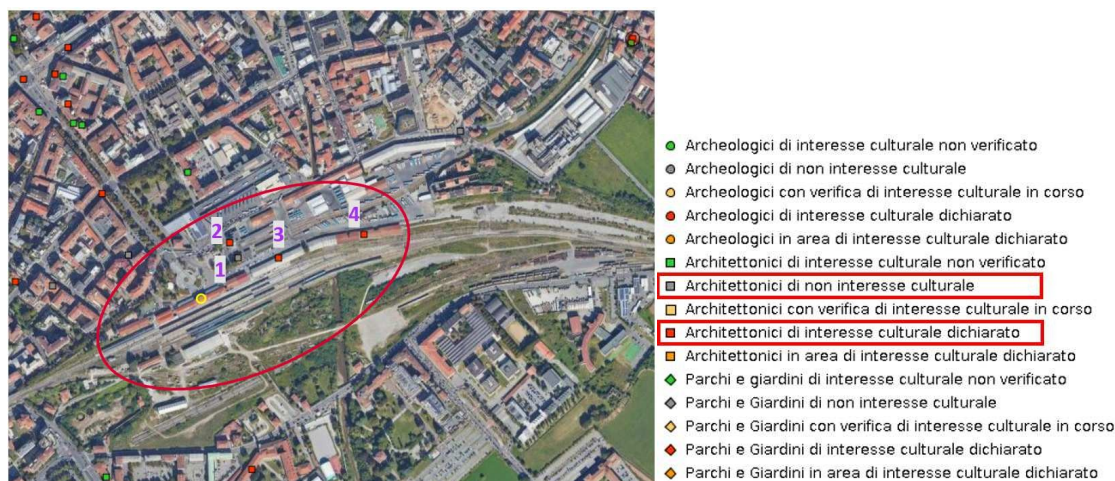 2
3
4
1
Archeologici di interesse culturale non verificato
Archeologici di non interesse culturale
Archeologici con verifica di interesse culturale in corso
Archeologici di interesse culturale dichiarato
Archeologici in area di interesse culturale dichiarato
Architettonici di interesse culturale non verificato
Architettonici di non interesse culturale
Architettonici con verifica di interesse culturale in corso
Architettonici di interesse culturale dichiarato
Architettonici in area di interesse culturale dichiarato
Parchi e giardini di interesse culturale non verificato
Parchi e Giardini di non interesse culturale
Parchi e Giardini con verifica di interesse culturale in corso
Parchi e Giardini di interesse culturale dichiarato
Parchi e Giardini in area di interesse culturale dichiarato